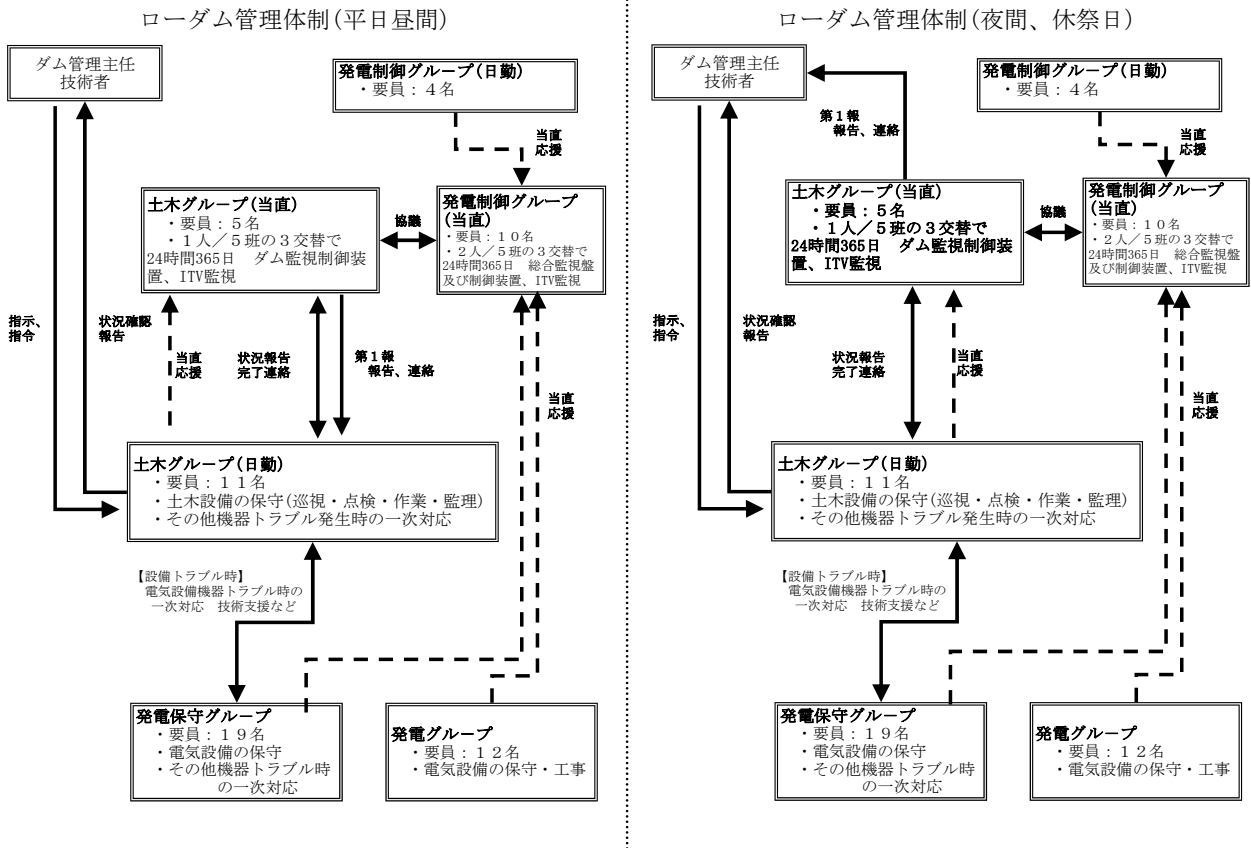 ローダム管理体制(平日昼間)
ダム管理主任
技術者
発電制御グループ(日勤)
・要員：４名
当直
応援
土木グループ(当直)
・要員：５名
・１人／５班の３交替で
24時間365日　ダム監視制御装
置、ITV監視
協議
発電制御グループ
(当直)
・要員：１０名
・２人／５班の３交替で
24時間365日　総合監視盤
及び制御装置、ITV監視
指示、
指令
状況確認
報告
当直
応援
状況報告
完了連絡
第１報
報告、連絡
当直
応援
土木グループ(日勤)
・要員：１１名
・土木設備の保守(巡視・点検・作業・監理)
・その他機器トラブル発生時の一次対応
【設備トラブル時】
電気設備機器トラブル時の
一次対応　技術支援など
発電保守グループ
・要員：１９名
・電気設備の保守
・その他機器トラブル時
の一次対応
発電グループ
・要員：１２名
・電気設備の保守・工事
ローダム管理体制(夜間、休祭日)
ダム管理主任
技術者
第１報
報告、連絡
発電制御グループ(日勤)
・要員：４名
当直
応援
土木グループ(当直)
・要員：５名
・１人／５班の３交替で
24時間365日　ダム監視制御装
置、ITV監視
協議
発電制御グループ
(当直)
・要員：１０名
・２人／５班の３交替で
24時間365日　総合監視盤
及び制御装置、ITV監視
指示、
指令
状況確認
報告
状況報告
完了連絡
当直
応援
当直
応援
土木グループ(日勤)
・要員：１１名
・土木設備の保守(巡視・点検・作業・監理)
・その他機器トラブル発生時の一次対応
【設備トラブル時】
電気設備機器トラブル時の
一次対応　技術支援など
発電保守グループ
・要員：１９名
・電気設備の保守
・その他機器トラブル時
の一次対応
発電グループ
・要員：１２名
・電気設備の保守・工事